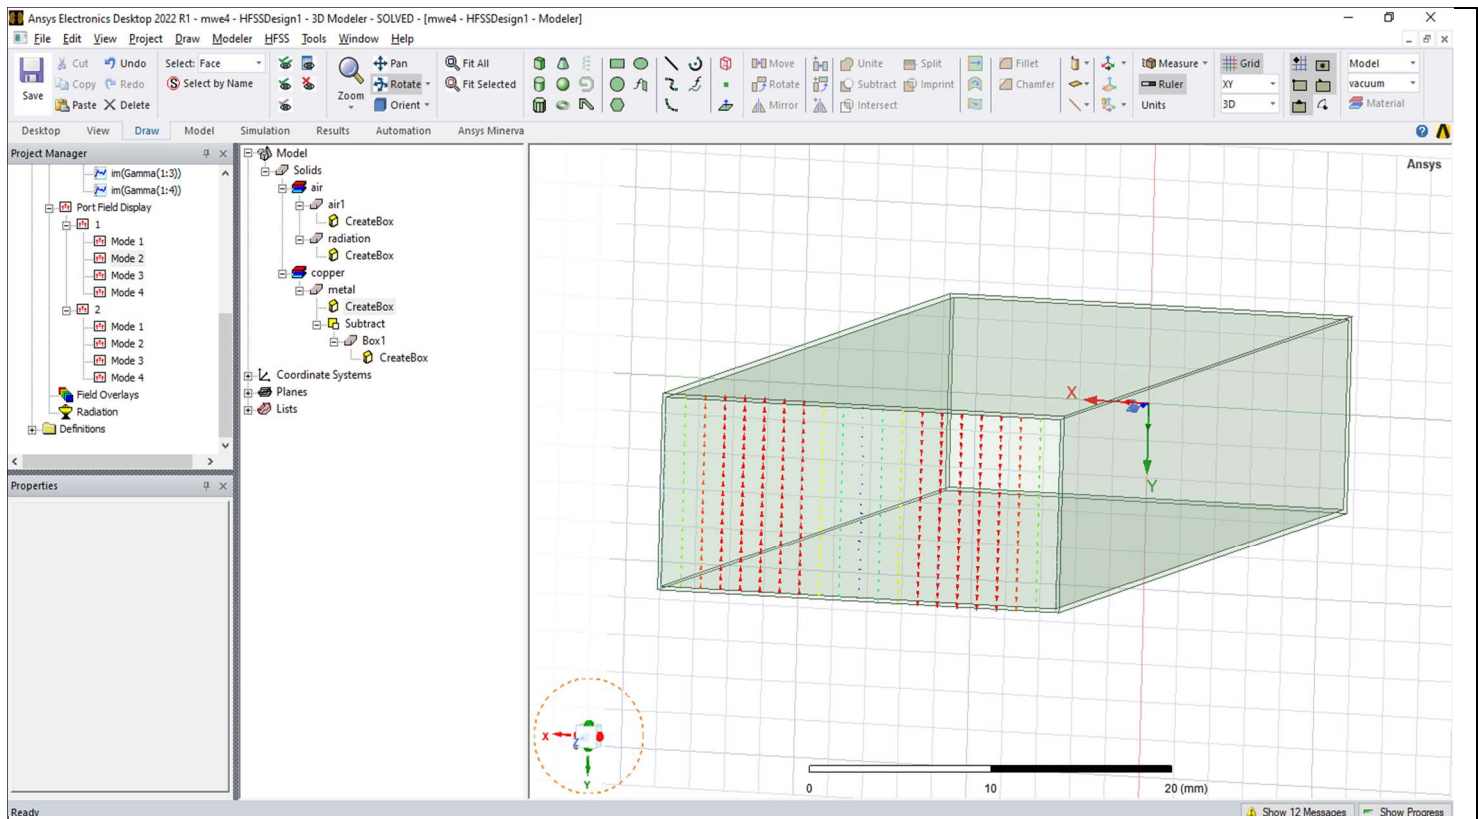 Ansys Electronics Desktop 2022 R1 - mwe4 - HFSSDesign1 - 3D Modeler - SOLVED - [mwe4 - HFSSDesign1 - Modeler]
File Edit View Project Draw Modeler HFSS Tools Window Help
Save
Cut Undo
Copy Redo
Paste Delete
Select: Face
Select by Name
Zoom
Pan
Rotate
Orient
Fit All
Fit Selected
Move
Rotate
Mirror
Unite Split
Subtract Imprint
Intersect
Fillet
Chamfer
Measure
Ruler
Units
Grid
XY
3D
Model
vacuum
Material
Desktop View Draw Model Simulation Results Automation Ansys Minerva
Project Manager
im(Gamma(1:3))
im(Gamma(1:4))
Port Field Display
1
Mode 1
Mode 2
Mode 3
Mode 4
2
Mode 1
Mode 2
Mode 3
Mode 4
Field Overlays
Radiation
Definitions
Properties
Model
Solids
air
air1
CreateBox
radiation
CreateBox
copper
metal
CreateBox
Subtract
Box1
CreateBox
Coordinate Systems
Planes
Lists
Ansys
X
Y
X
Z
Y
0 10 20 (mm)
Ready
Show 12 Messages Show Progress